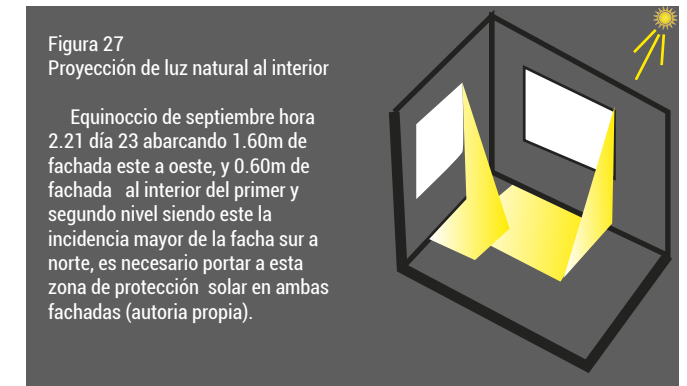 Figura 27
Proyección de luz natural al interior
Equinoccio de septiembre hora
2.21 día 23 abarcando 1.60m de
fachada este a oeste, y 0.60m de
fachada al interior del primer y
segundo nivel siendo este la
incidencia mayor de la facha sur a
norte, es necesario portar a esta
zona de protección solar en ambas
fachadas (autoria propia).